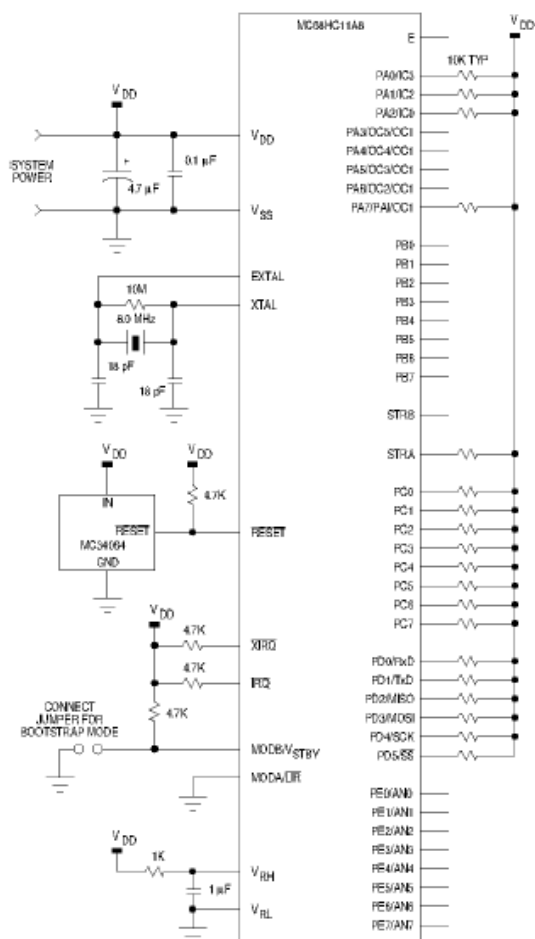 MC68HC11A8
VDD
E
10K TYP
PA0/IC3
PA1/IC2
PA2/IC0
PA3/OC5/OC1
PA4/OC4/OC1
PA5/OC3/OC1
PA6/OC2/OC1
PA7/PAI/OC1
VDD
SYSTEM
POWER
4.7 µF
0.1 µF
VDD
VSS
PB0
PB1
PB2
PB3
PB4
PB5
PB6
PB7
EXTAL
10M
XTAL
8.0 MHz
18 pF
18 pF
STRB
STRA
VDD
IN
4.7K
RESET
MC34064
GND
RESET
PC0
PC1
PC2
PC3
PC4
PC5
PC6
PC7
VDD
4.7K
XIRQ
4.7K
IRQ
4.7K
CONNECT
JUMPER FOR
BOOTSTRAP MODE
MODB/VSTBY
MODA/LIR
PD0/RxD
PD1/TxD
PD2/MISO
PD3/MOSI
PD4/SCK
PD5/SS
VDD
1K
VRH
1 µF
VRL
PE0/AN0
PE1/AN1
PE2/AN2
PE3/AN3
PE4/AN4
PE5/AN5
PE6/AN6
PE7/AN7